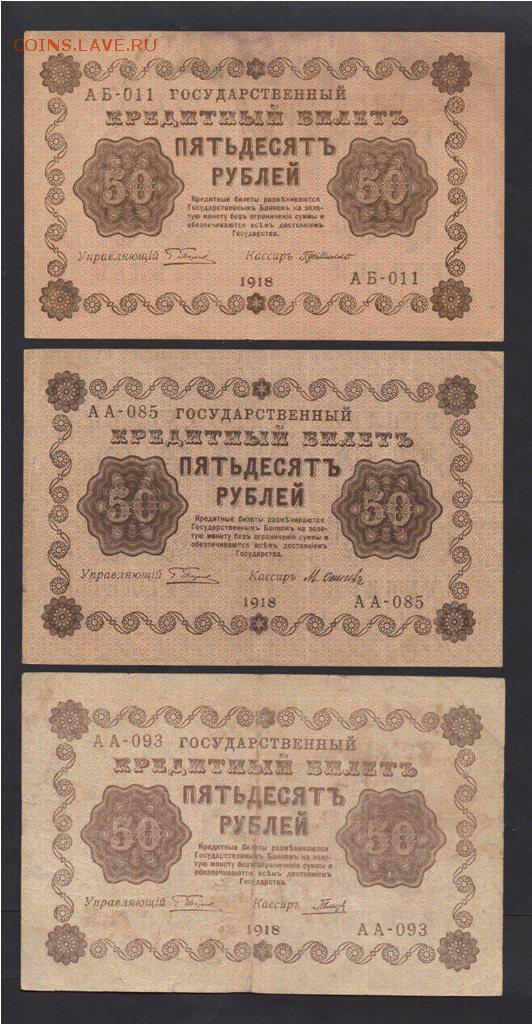 COINS.LAVE.РУ
АБ-011 ГОСУДАРСТВЕННЫЙ
КРЕДИТНЫЙ БИЛЕТЪ
ПЯТЬДЕСЯТЪ
50 РУБЛЕЙ 50
Кредитные билеты размѣниваются
Государственнымъ Банкомъ на золо-
тую монету безъ ограниченія суммы и
обезпечиваются всѣмъ достояніемъ
Государства.
Управляющій Кассиръ
1918 АБ-011
АА-085 ГОСУДАРСТВЕННЫЙ
КРЕДИТНЫЙ БИЛЕТЪ
ПЯТЬДЕСЯТЪ
50 РУБЛЕЙ 50
Кредитные билеты размѣниваются
Государственнымъ Банкомъ на золо-
тую монету безъ ограниченія суммы и
обезпечиваются всѣмъ достояніемъ
Государства.
Управляющій Кассиръ
1918 АА-085
АА-093 ГОСУДАРСТВЕННЫЙ
КРЕДИТНЫЙ БИЛЕТЪ
ПЯТЬДЕСЯТЪ
50 РУБЛЕЙ 50
Кредитные билеты размѣниваются
Государственнымъ Банкомъ на золо-
тую монету безъ ограниченія суммы и
обезпечиваются всѣмъ достояніемъ
Государства.
Управляющій Кассиръ
1918 АА-093